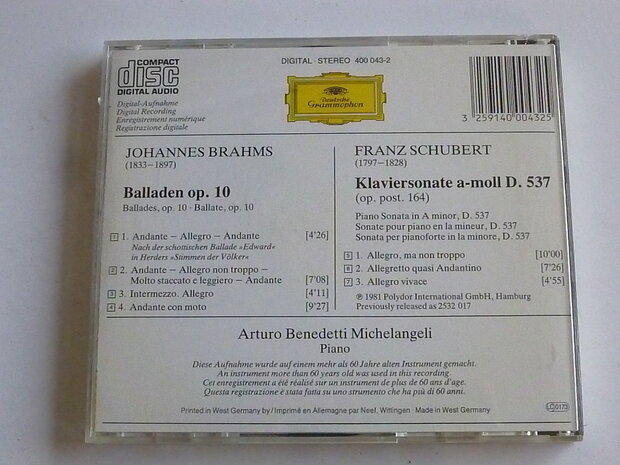 COMPACT
disc
DIGITAL AUDIO
DIGITAL · STEREO 400 043-2
Deutsche
Grammophon
3 259140 004325
Digital-Aufnahme
Digital Recording
Enregistrement numérique
Registrazione digitale
JOHANNES BRAHMS
(1833–1897)
Balladen op. 10
Ballades, op. 10 · Ballate, op. 10
1 1. Andante – Allegro – Andante [4'26]
Nach der schottischen Ballade »Edward«
in Herders »Stimmen der Völker«
2 2. Andante – Allegro non troppo –
Molto staccato e leggiero – Andante [7'08]
3 3. Intermezzo. Allegro [4'11]
4 4. Andante con moto [9'27]
FRANZ SCHUBERT
(1797–1828)
Klaviersonate a-moll D. 537
(op. post. 164)
Piano Sonata in A minor, D. 537
Sonate pour piano en la mineur, D. 537
Sonata per pianoforte in la minore, D. 537
5 1. Allegro, ma non troppo [10'00]
6 2. Allegretto quasi Andantino [7'26]
7 3. Allegro vivace [4'55]
℗ 1981 Polydor International GmbH, Hamburg
Previously released as 2532 017
Arturo Benedetti Michelangeli
Piano
Diese Aufnahme wurde auf einem mehr als 60 Jahre alten Instrument gemacht.
An instrument more than 60 years old was used in this recording.
Cet enregistrement a été réalisé sur un instrument de plus de 60 ans d'age.
Questa registrazione è stata fatta su uno strumento che ha più di 60 anni.
Printed in West Germany by / Imprimé en Allemagne par Neef, Wittingen · Made in West Germany
LC 0173